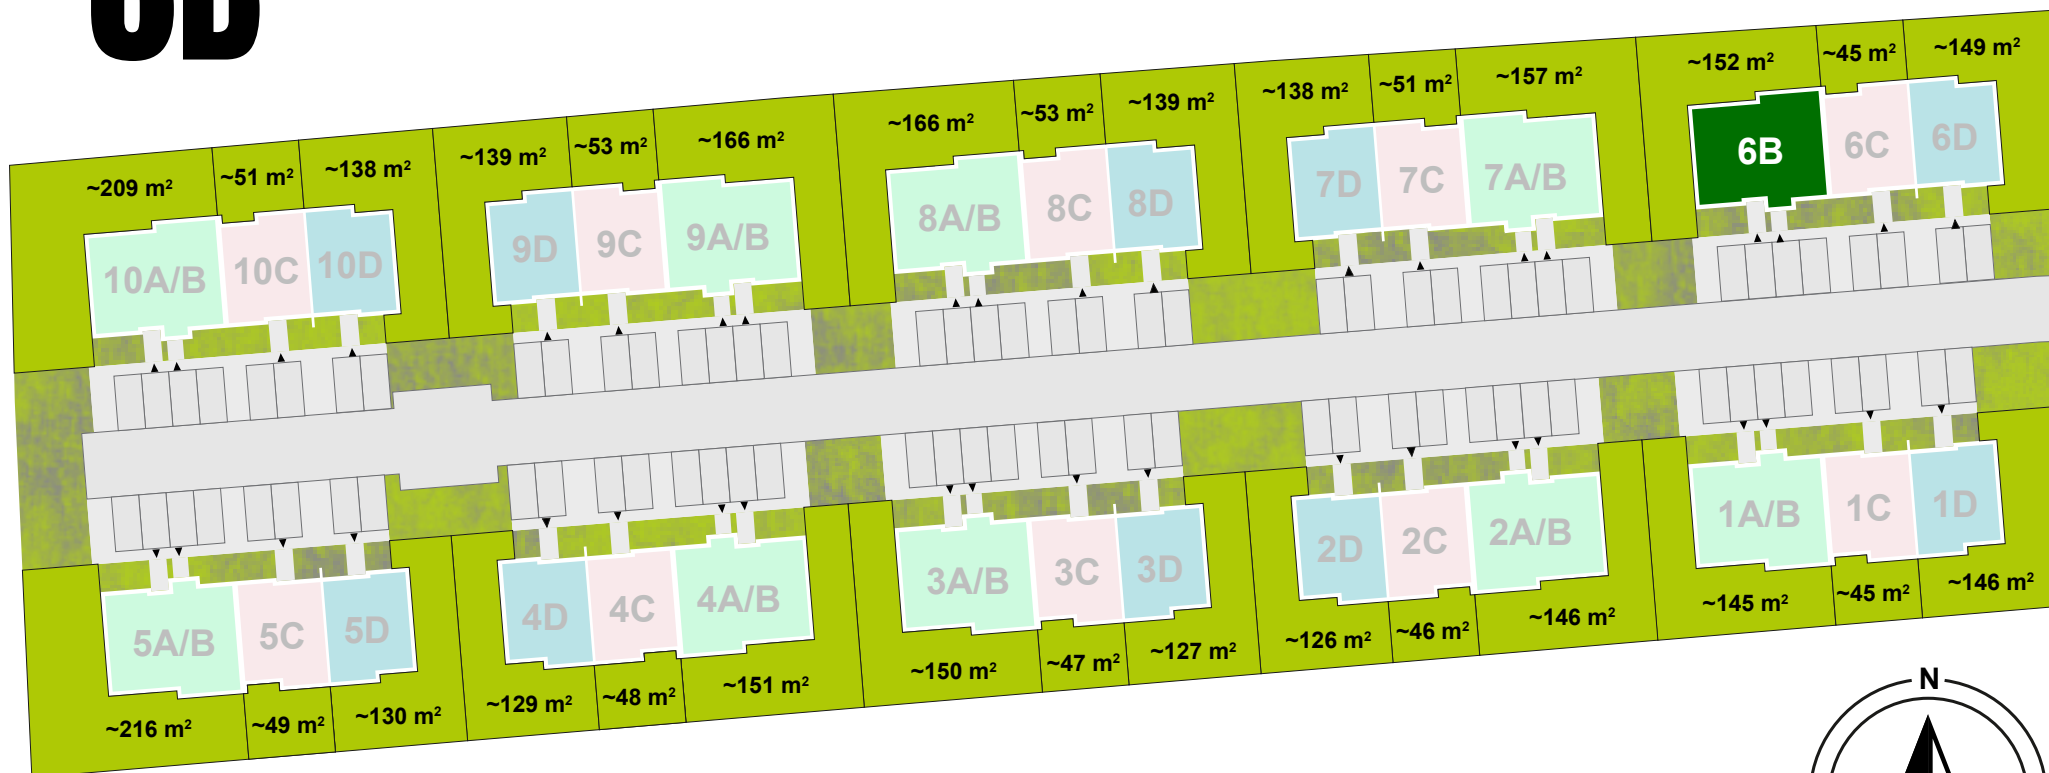 ~209 m²
~51 m²
~138 m²
~139 m²
~53 m²
~166 m²
~166 m²
~53 m²
~139 m²
~138 m²
~51 m²
~157 m²
~152 m²
~45 m²
~149 m²
10A/B
10C
10D
9D
9C
9A/B
8A/B
8C
8D
7D
7C
7A/B
6B
6C
6D
5A/B
5C
5D
4D
4C
4A/B
3A/B
3C
3D
2D
2C
2A/B
1A/B
1C
1D
~216 m²
~49 m²
~130 m²
~129 m²
~48 m²
~151 m²
~150 m²
~47 m²
~127 m²
~126 m²
~46 m²
~146 m²
~145 m²
~45 m²
~146 m²
N